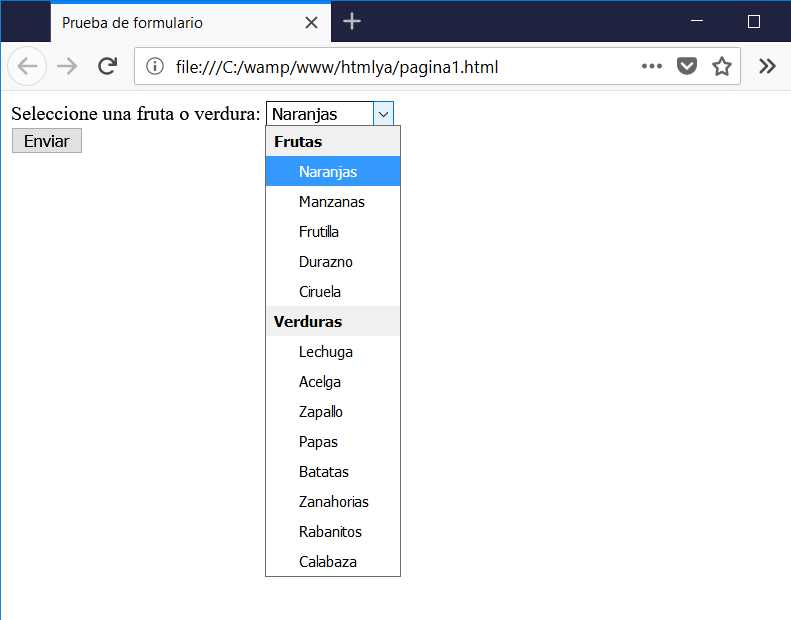 Prueba de formulario
file:///C:/wamp/www/htmlya/pagina1.html
Seleccione una fruta o verdura: Naranjas
Enviar
Frutas
Naranjas
Manzanas
Frutilla
Durazno
Ciruela
Verduras
Lechuga
Acelga
Zapallo
Papas
Batatas
Zanahorias
Rabanitos
Calabaza